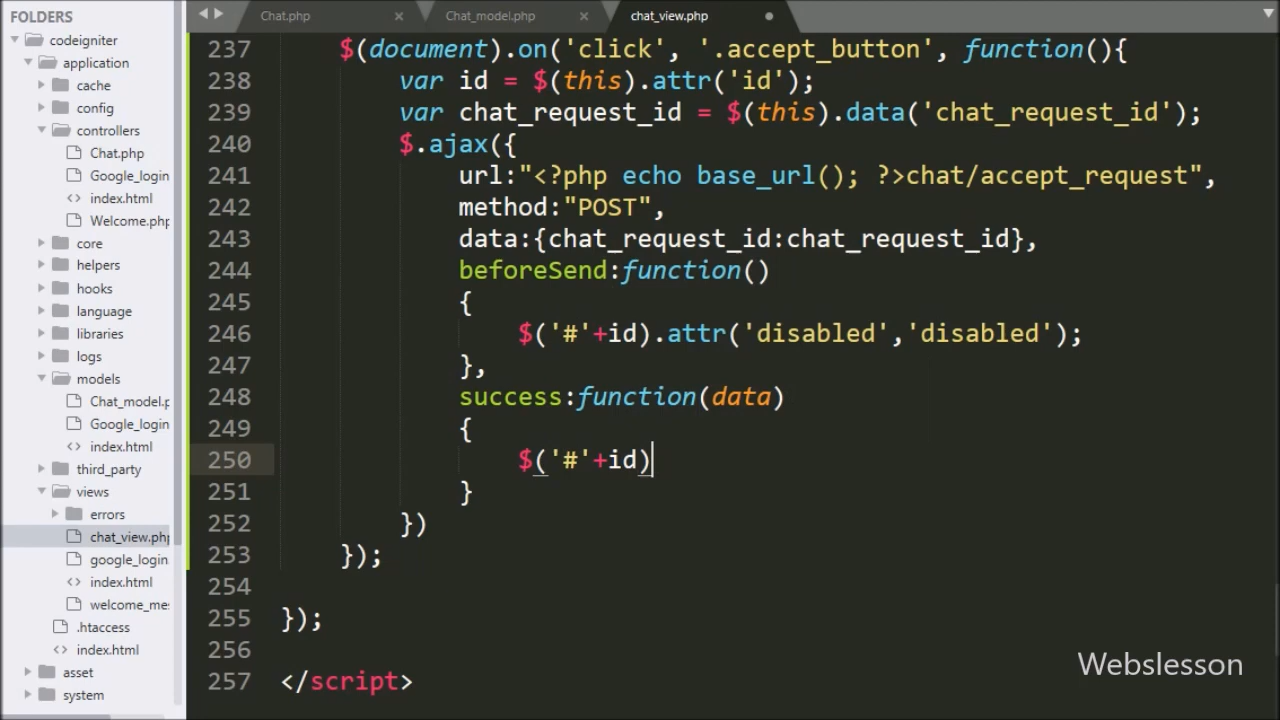 FOLDERS
codeigniter
application
cache
config
controllers
Chat.php
Google_login
index.html
Welcome.php
core
helpers
hooks
language
libraries
logs
models
Chat_model.p
Google_login
index.html
third_party
views
errors
chat_view.php
google_login
index.html
welcome_mes
.htaccess
index.html
asset
system
Chat.php × Chat_model.php × chat_view.php
237 $(document).on('click', '.accept_button', function(){
238 var id = $(this).attr('id');
239 var chat_request_id = $(this).data('chat_request_id');
240 $.ajax({
241 url:"<?php echo base_url(); ?>chat/accept_request",
242 method:"POST",
243 data:{chat_request_id:chat_request_id},
244 beforeSend:function()
245 {
246 $('#'+id).attr('disabled','disabled');
247 },
248 success:function(data)
249 {
250 $('#'+id)
251 }
252 })
253 });
254
255 });
256
257 </script>
Webslesson